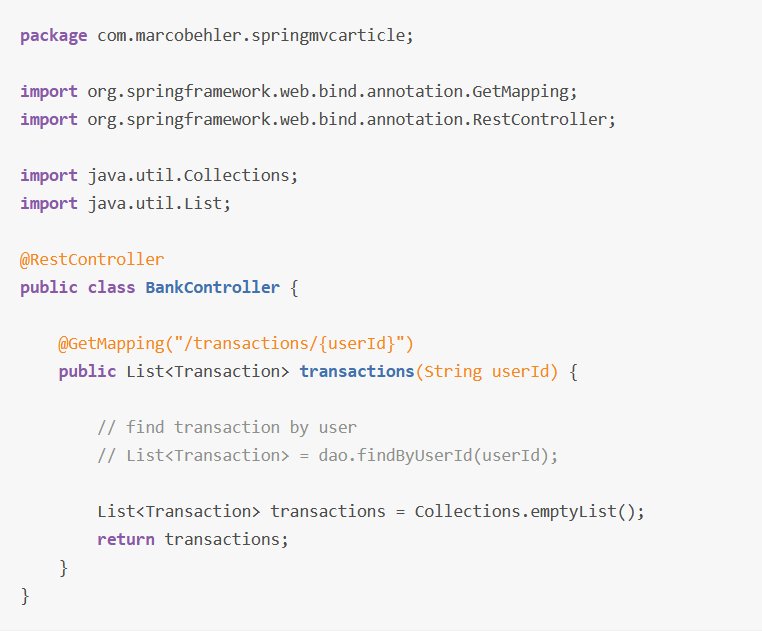 package com.marcobehler.springmvcarticle;
import org.springframework.web.bind.annotation.GetMapping;
import org.springframework.web.bind.annotation.RestController;
import java.util.Collections;
import java.util.List;
@RestController
public class BankController {
@GetMapping("/transactions/{userId}")
public List<Transaction> transactions(String userId) {
// find transaction by user
// List<Transaction> = dao.findByUserId(userId);
List<Transaction> transactions = Collections.emptyList();
return transactions;
}
}